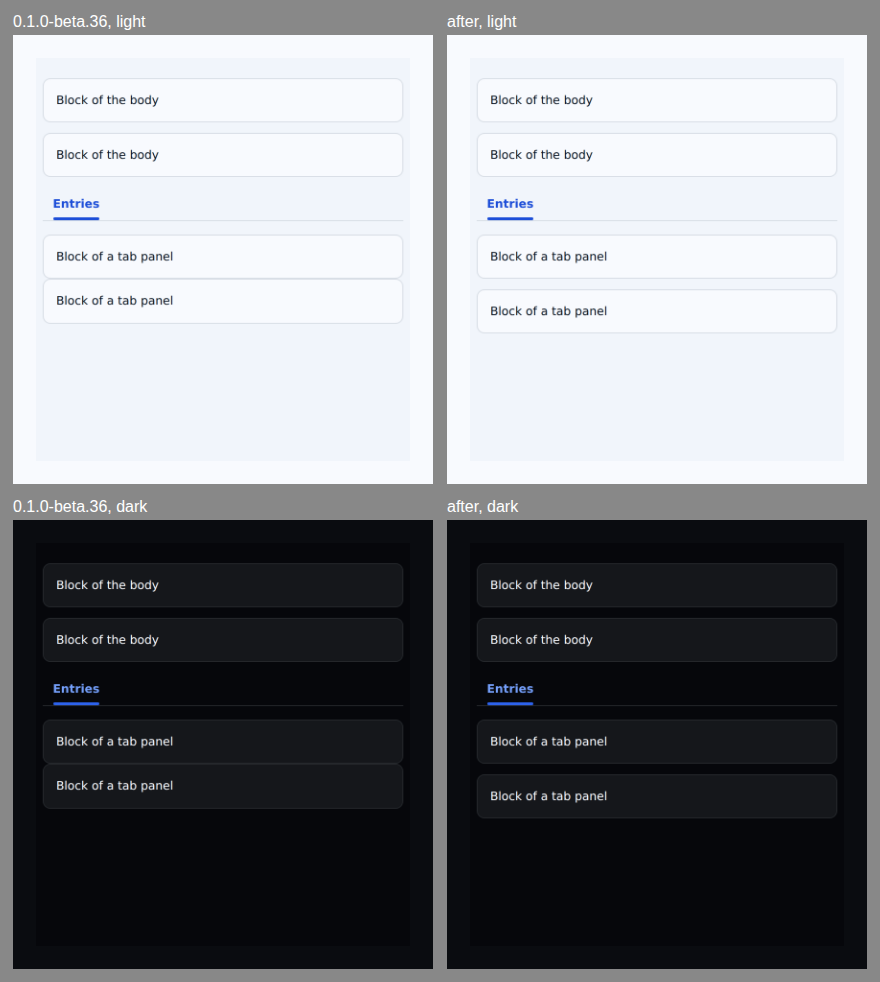 0.1.0-beta.36, light
Block of the body
Block of the body
Entries
Block of a tab panel
Block of a tab panel
after, light
Block of the body
Block of the body
Entries
Block of a tab panel
Block of a tab panel
0.1.0-beta.36, dark
Block of the body
Block of the body
Entries
Block of a tab panel
Block of a tab panel
after, dark
Block of the body
Block of the body
Entries
Block of a tab panel
Block of a tab panel